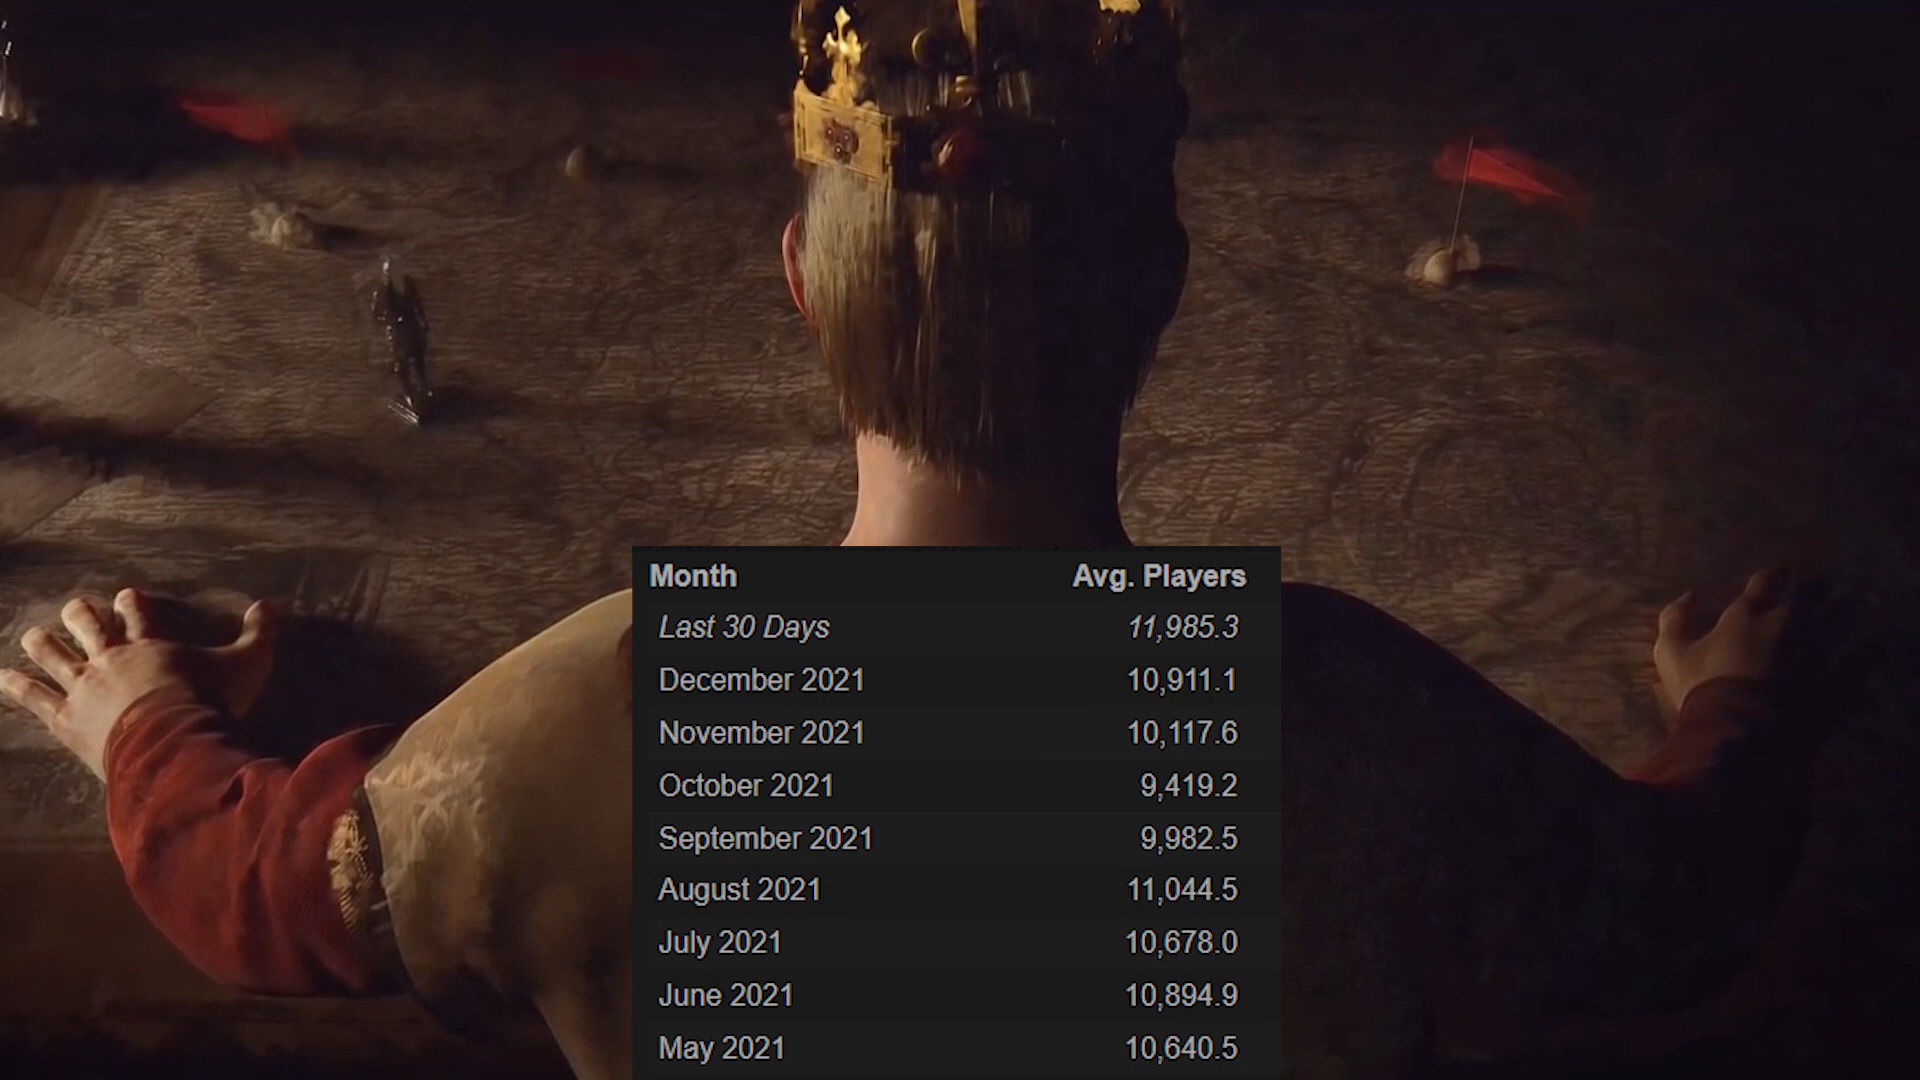 Month Avg. Players
Last 30 Days 11,985.3
December 2021 10,911.1
November 2021 10,117.6
October 2021 9,419.2
September 2021 9,982.5
August 2021 11,044.5
July 2021 10,678.0
June 2021 10,894.9
May 2021 10,640.5